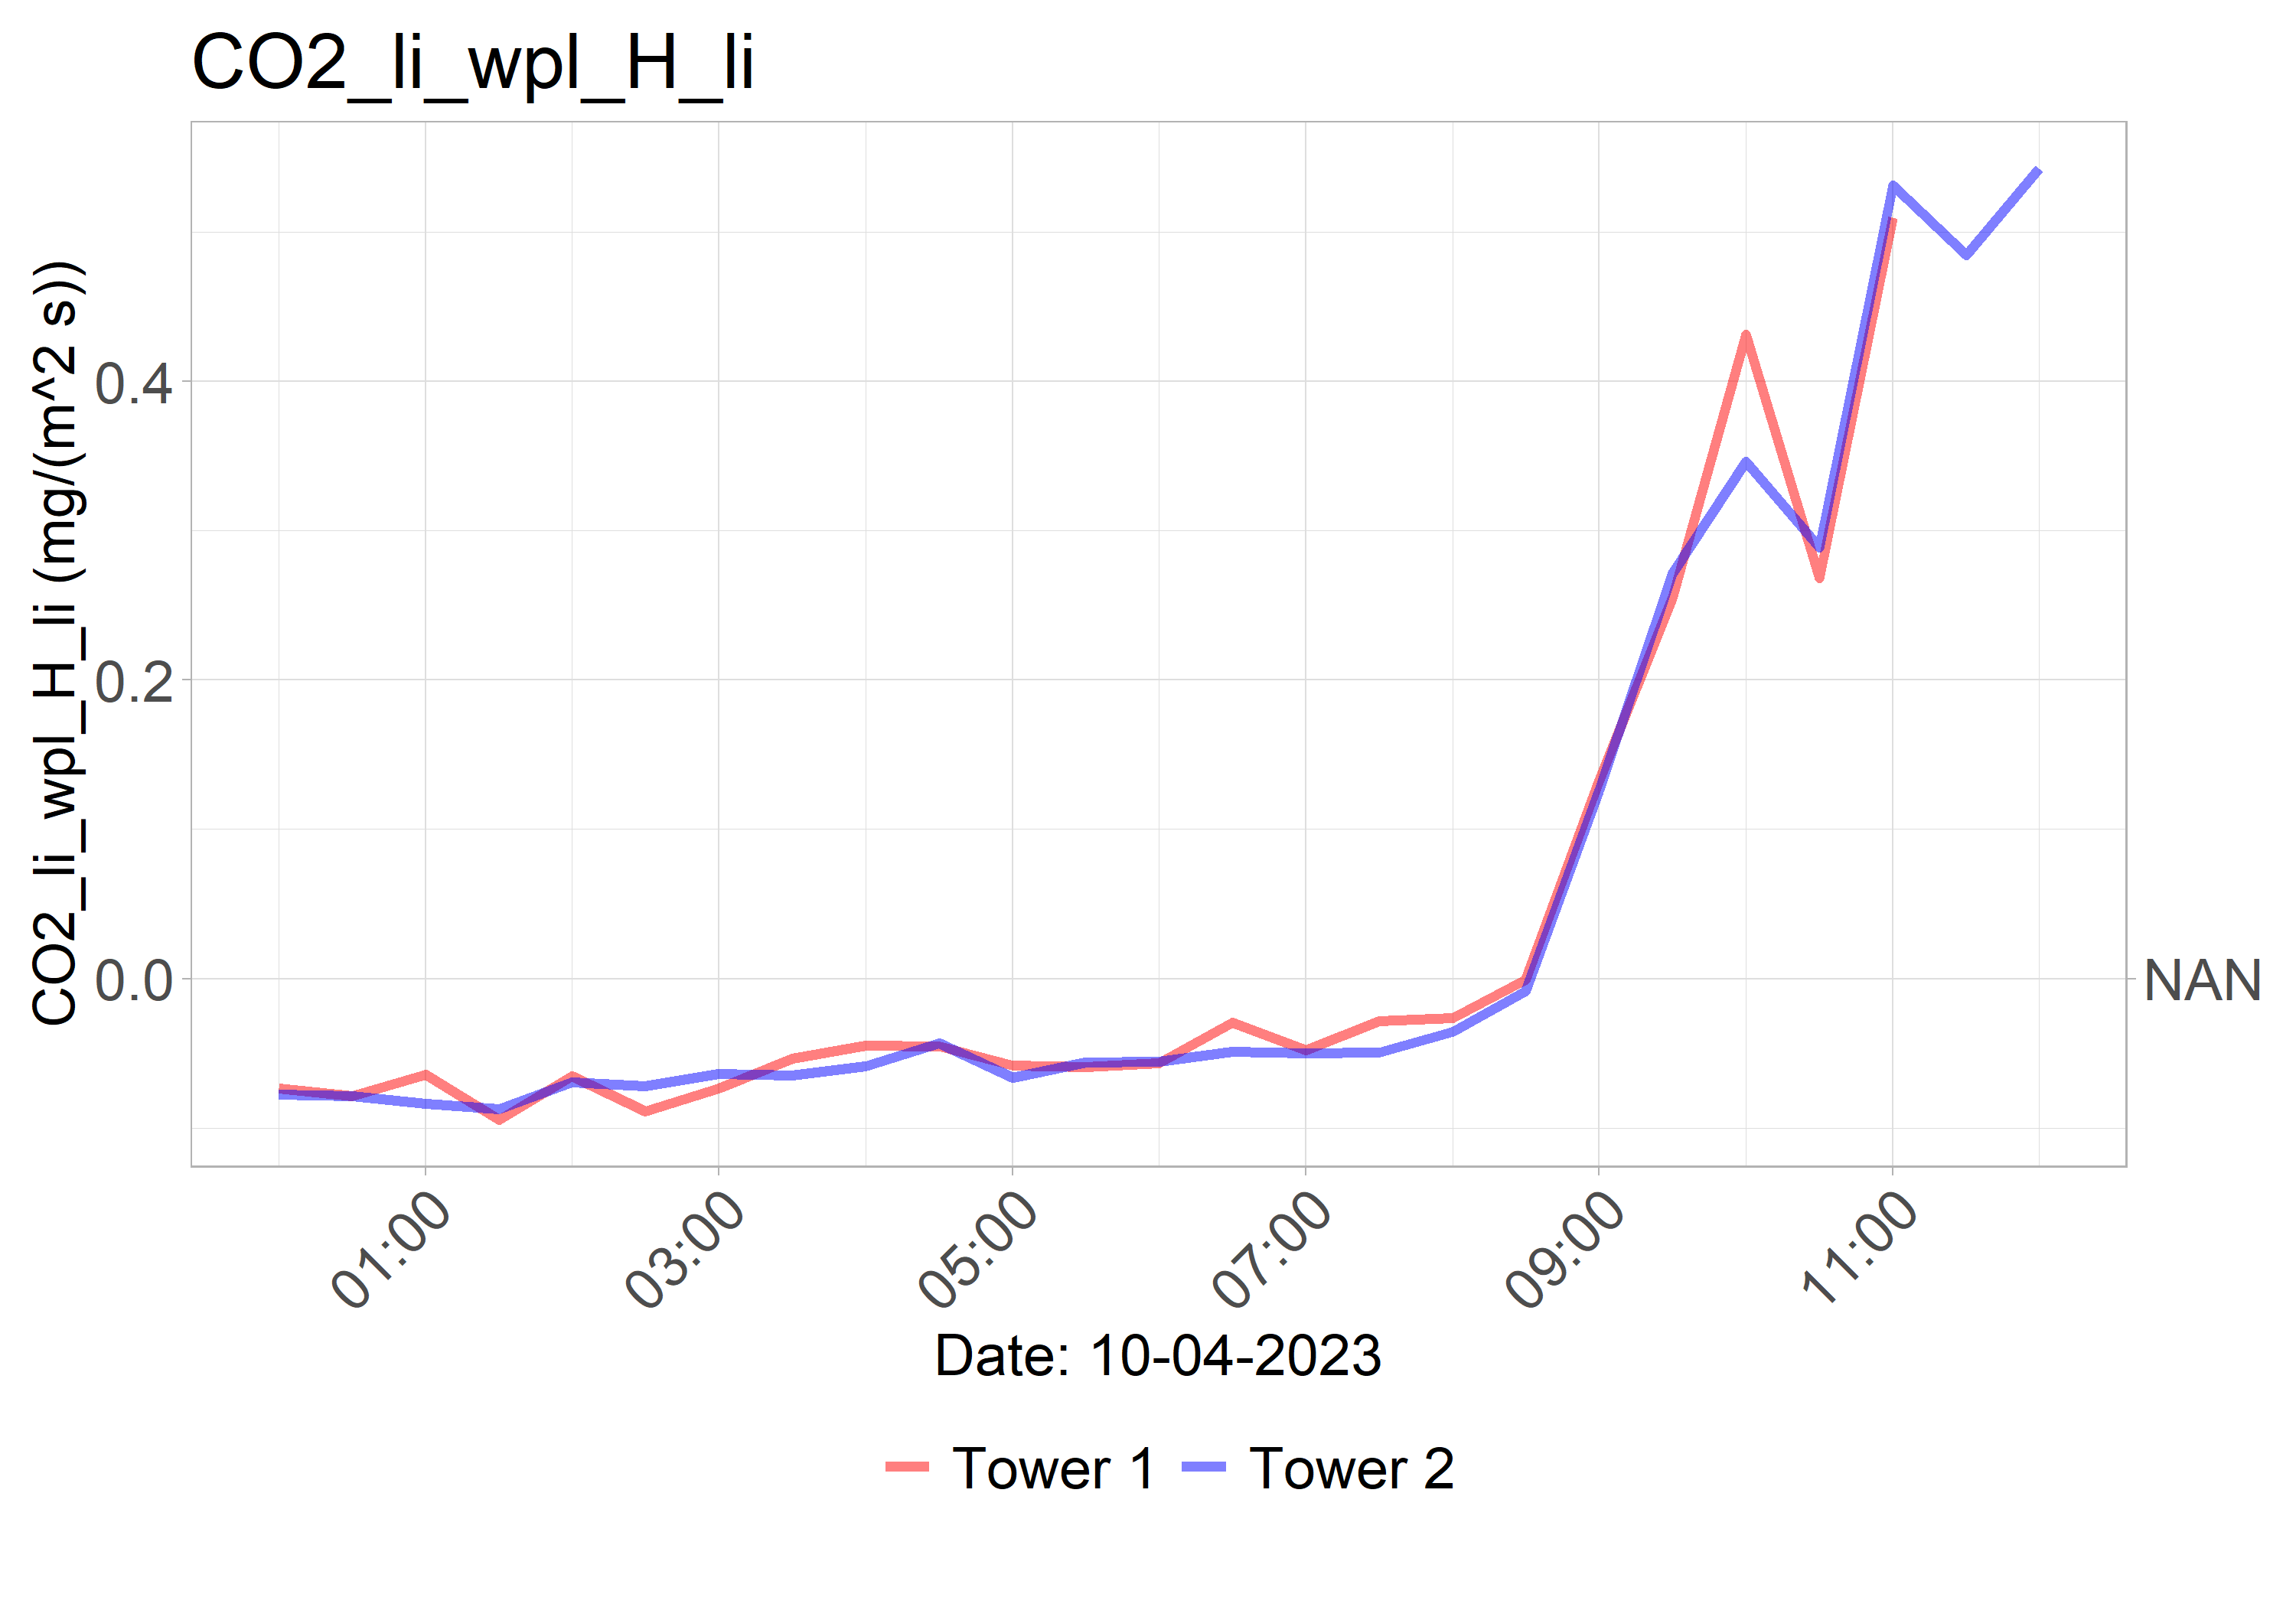 CO2_li_wpl_H_li
CO2_li_wpl_H_li (mg/(m^2 s))
0.4
0.2
0.0
NAN
01:00
03:00
05:00
07:00
09:00
11:00
Date: 10-04-2023
Tower 1
Tower 2